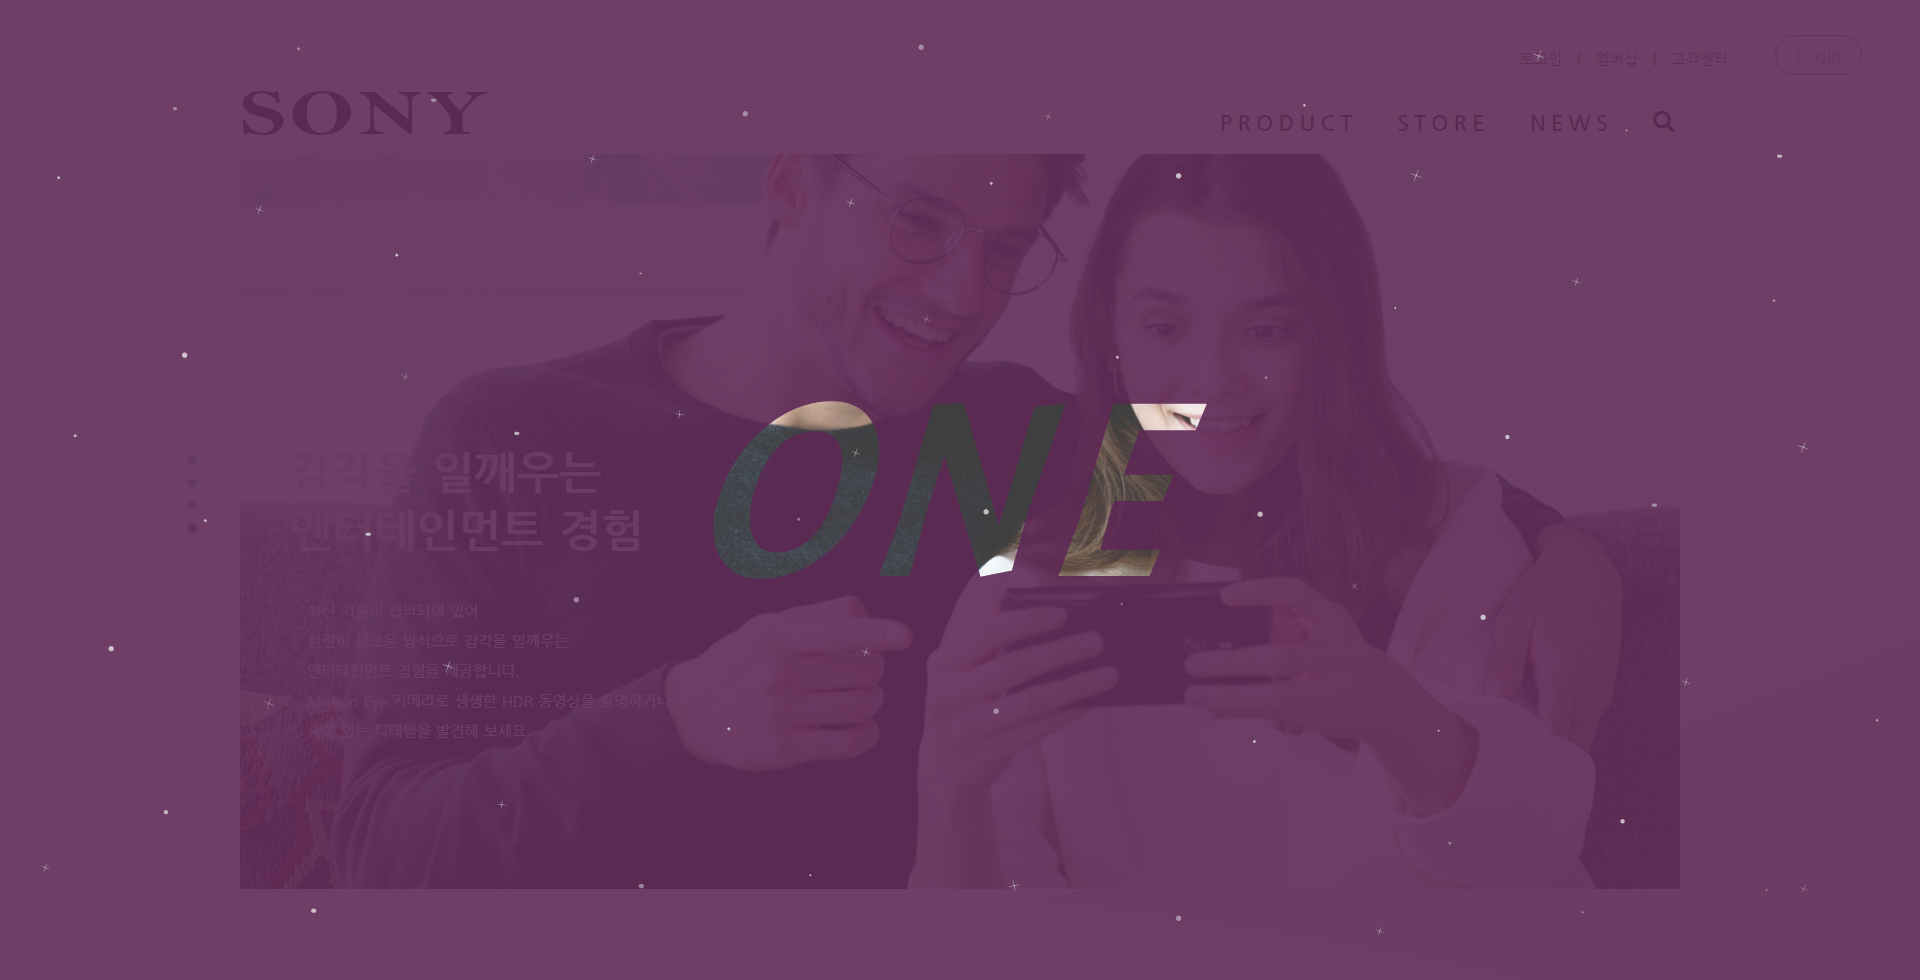 로그인 | 멤버십 | 고객센터
Login
SONY
PRODUCT STORE NEWS
ONE
감각을 일깨우는
엔터테인먼트 경험
최신 기술이 집약되어 있어
완전히 새로운 방식으로 감각을 일깨우는
엔터테인먼트 경험을 제공합니다.
Motion Eye 카메라로 생생한 HDR 동영상을 촬영하거나
숨어 있는 디테일을 발견해 보세요.